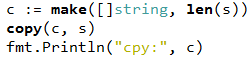 c := make([]string, len(s))
copy(c, s)
fmt.Println("cpy:", c)